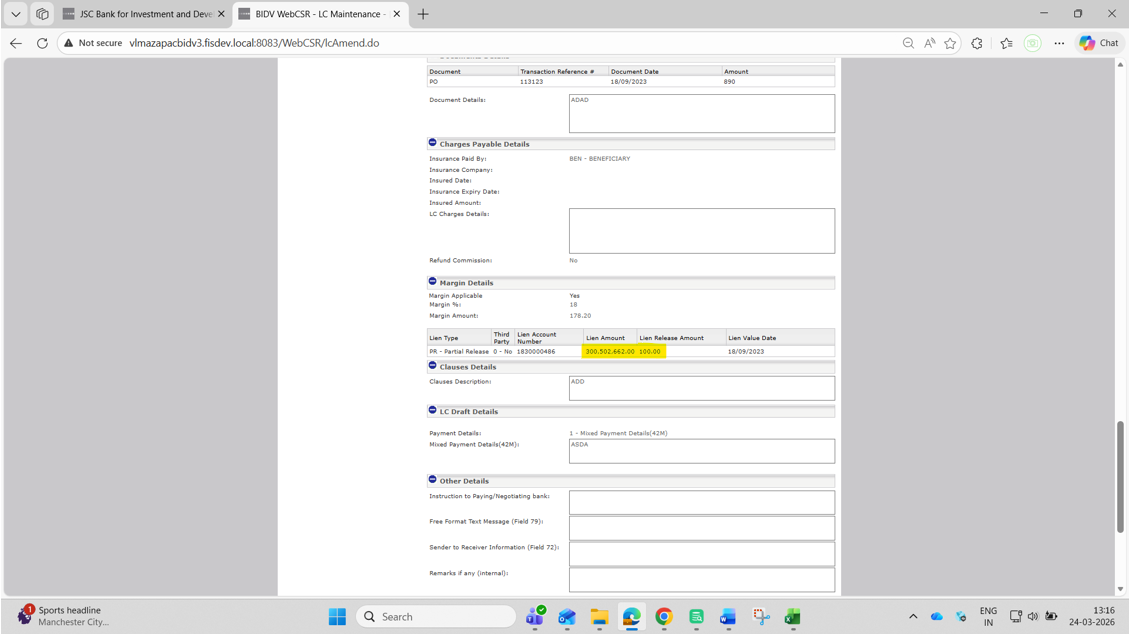 JSC Bank for Investment and Deve
BIDV WebCSR - LC Maintenance -
Not secure vlmazapacbidv3.fisdev.local:8083/WebCSR/lcAmend.do
Chat
Document Transaction Reference # Document Date Amount
PO 113123 18/09/2023 890
Document Details: ADAD
Charges Payable Details
Insurance Paid By: BEN - BENEFICIARY
Insurance Company:
Insured Date:
Insurance Expiry Date:
Insured Amount:
LC Charges Details:
Refund Commission: No
Margin Details
Margin Applicable Yes
Margin %: 18
Margin Amount: 178.20
Lien Type Third Party Lien Account Number Lien Amount Lien Release Amount Lien Value Date
PR - Partial Release 0 - No 1830000486 300,502,662.00 100.00 18/09/2023
Clauses Details
Clauses Description: ADD
LC Draft Details
Payment Details: 1 - Mixed Payment Details(42M)
Mixed Payment Details(42M): ASDA
Other Details
Instruction to Paying/Negotiating bank:
Free Format Text Message (Field 79):
Sender to Receiver Information (Field 72):
Remarks if any (internal):
1
Sports headline
Manchester City...
Search
ENG
IN
13:16
24-03-2026